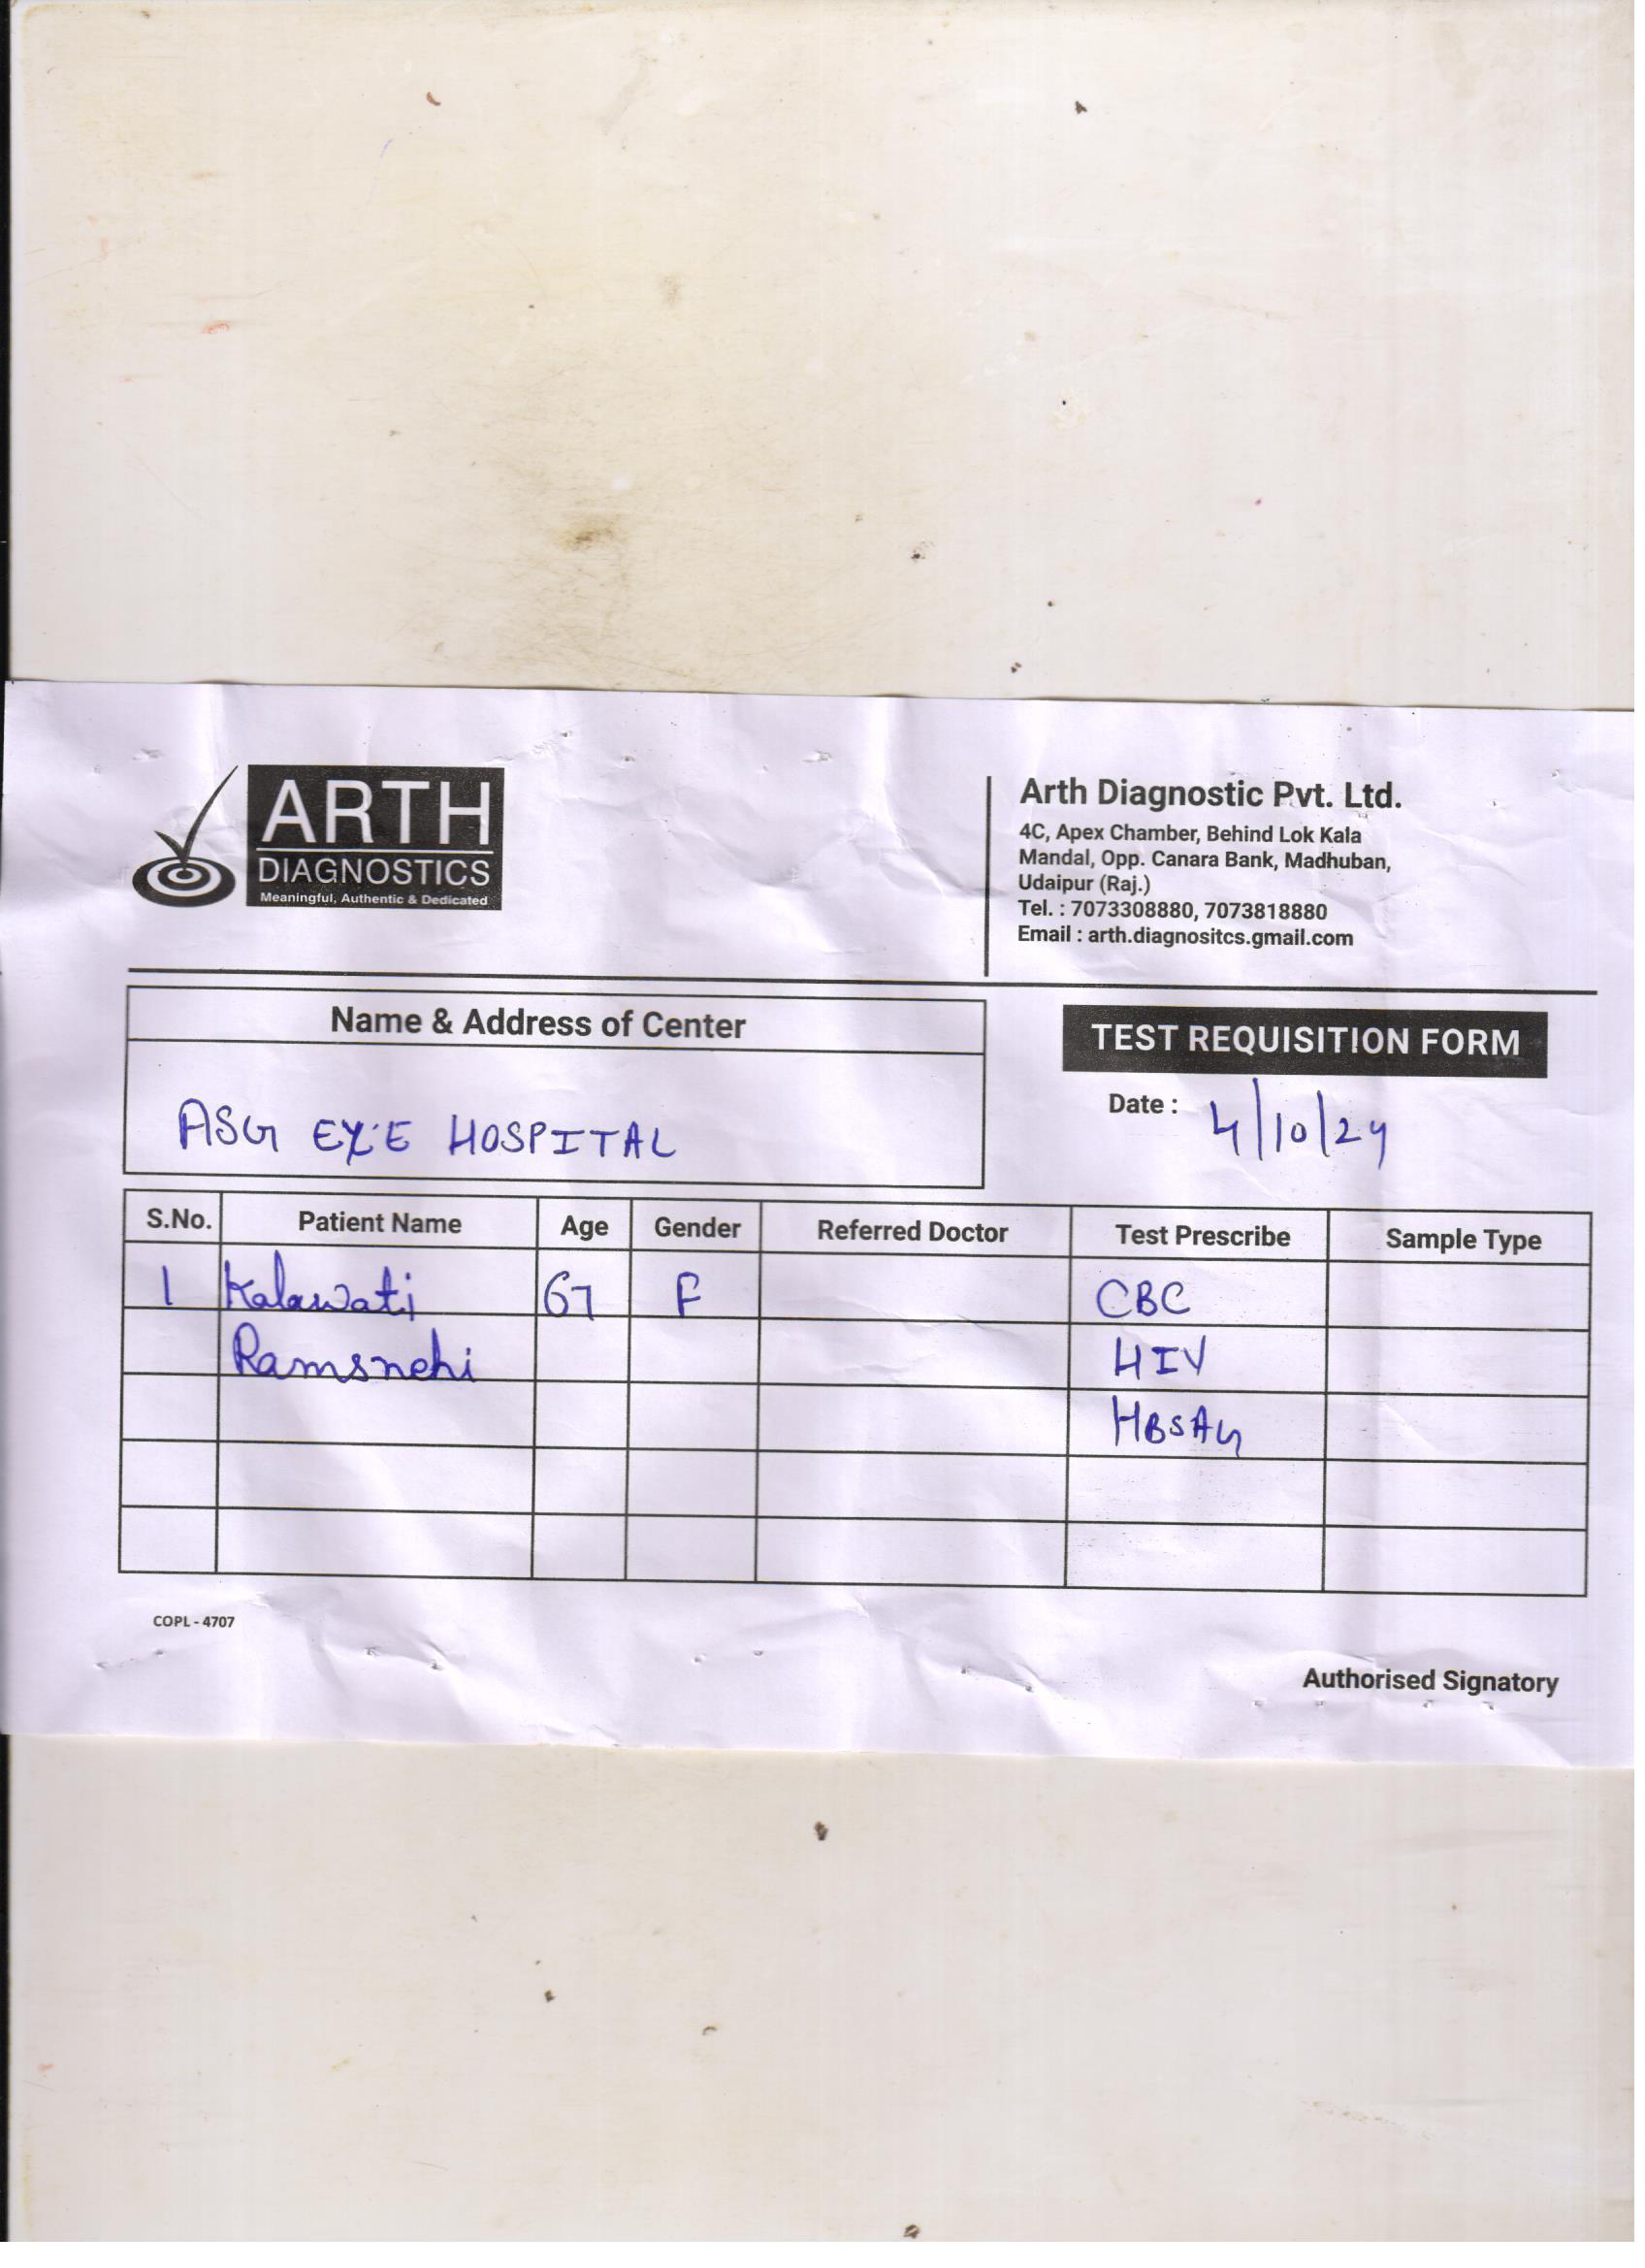 ARTH
DIAGNOSTICS
Meaningful, Authentic & Dedicated
Arth Diagnostic Pvt. Ltd.
4C, Apex Chamber, Behind Lok Kala
Mandal, Opp. Canara Bank, Madhuban,
Udaipur (Raj.)
Tel. : 7073308880, 7073818880
Email : arth.diagnositcs.gmail.com
Name & Address of Center
ASG EYE HOSPITAL
TEST REQUISITION FORM
Date : 4/10/24
S.No. Patient Name Age Gender Referred Doctor Test Prescribe Sample Type
1 Kalawati 67 F CBC
Ramsnehi HIV
HBSAG
COPL - 4707
Authorised Signatory